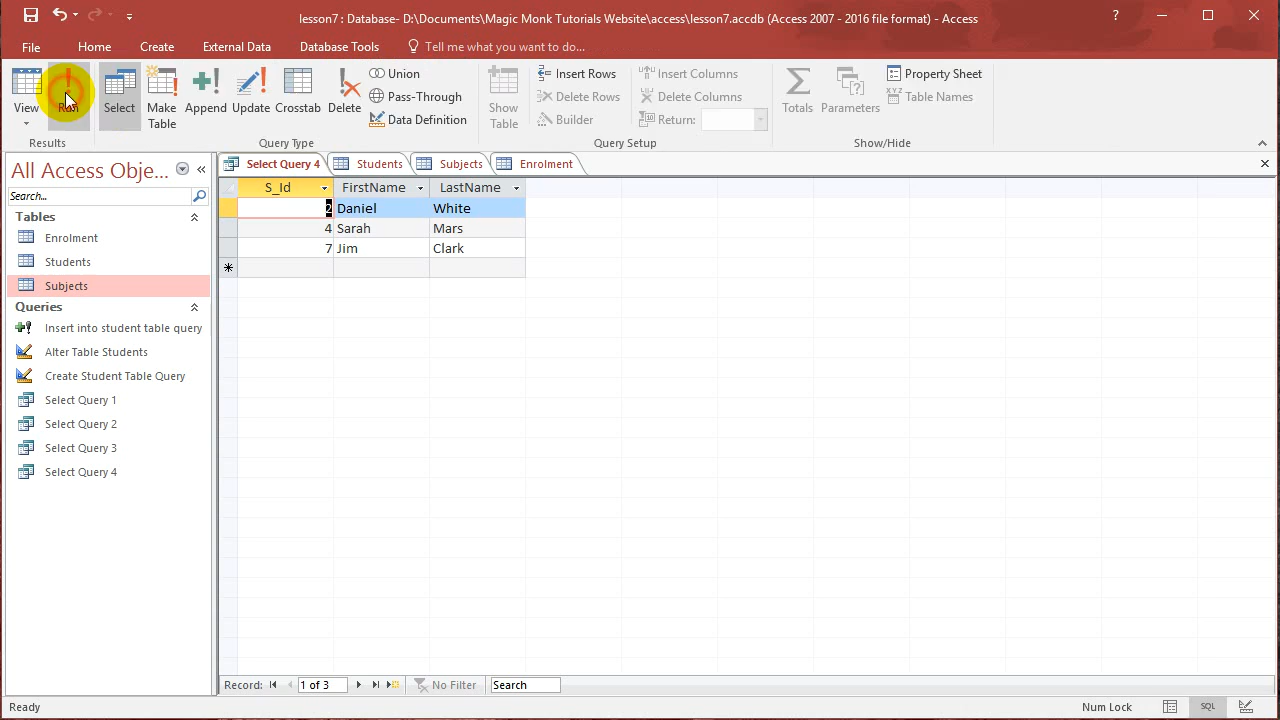 lesson7 : Database- D:\Documents\Magic Monk Tutorials Website\access\lesson7.accdb (Access 2007 - 2016 file format) - Access
?
File Home Create External Data Database Tools Tell me what you want to do...
View
Run
Select
Make Table
Append
Update
Crosstab
Delete
Union
Pass-Through
Data Definition
Show Table
Insert Rows
Delete Rows
Builder
Insert Columns
Delete Columns
Return:
Totals
Parameters
Property Sheet
XYZ Table Names
Results
Query Type
Query Setup
Show/Hide
All Access Obje...
Search...
Tables
Enrolment
Students
Subjects
Queries
Insert into student table query
Alter Table Students
Create Student Table Query
Select Query 1
Select Query 2
Select Query 3
Select Query 4
Select Query 4 Students Subjects Enrolment
S_Id FirstName LastName
2 Daniel White
4 Sarah Mars
7 Jim Clark
Record: 1 of 3 No Filter Search
Ready
Num Lock
SQL